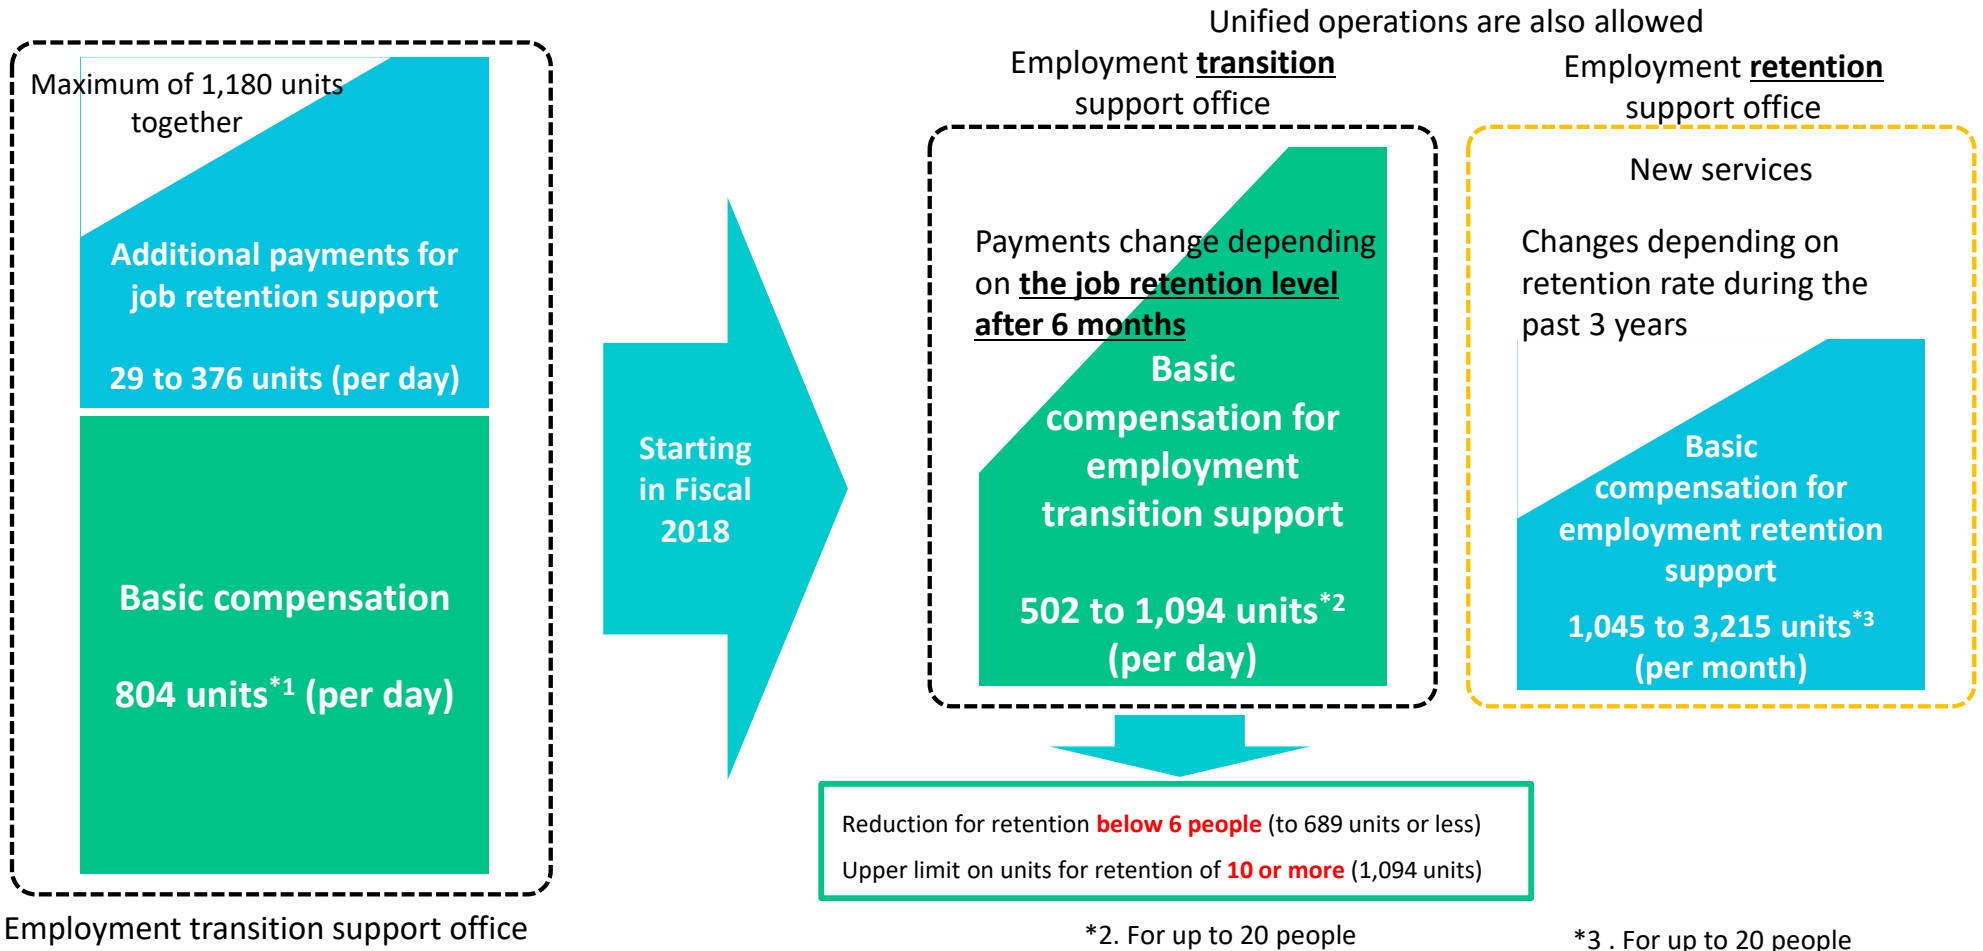 Unified operations are also allowed
Maximum of 1,180 units
together
Additional payments for
job retention support
29 to 376 units (per day)
Basic compensation
804 units*1 (per day)
Employment transition support office
Starting
in Fiscal
2018
Employment transition
support office
Payments change depending
on the job retention level
after 6 months
Basic
compensation for
employment
transition support
502 to 1,094 units*2
(per day)
Employment retention
support office
New services
Changes depending on
retention rate during the
past 3 years
Basic
compensation for
employment retention
support
1,045 to 3,215 units*3
(per month)
Reduction for retention below 6 people (to 689 units or less)
Upper limit on units for retention of 10 or more (1,094 units)
*2. For up to 20 people
*3 . For up to 20 people